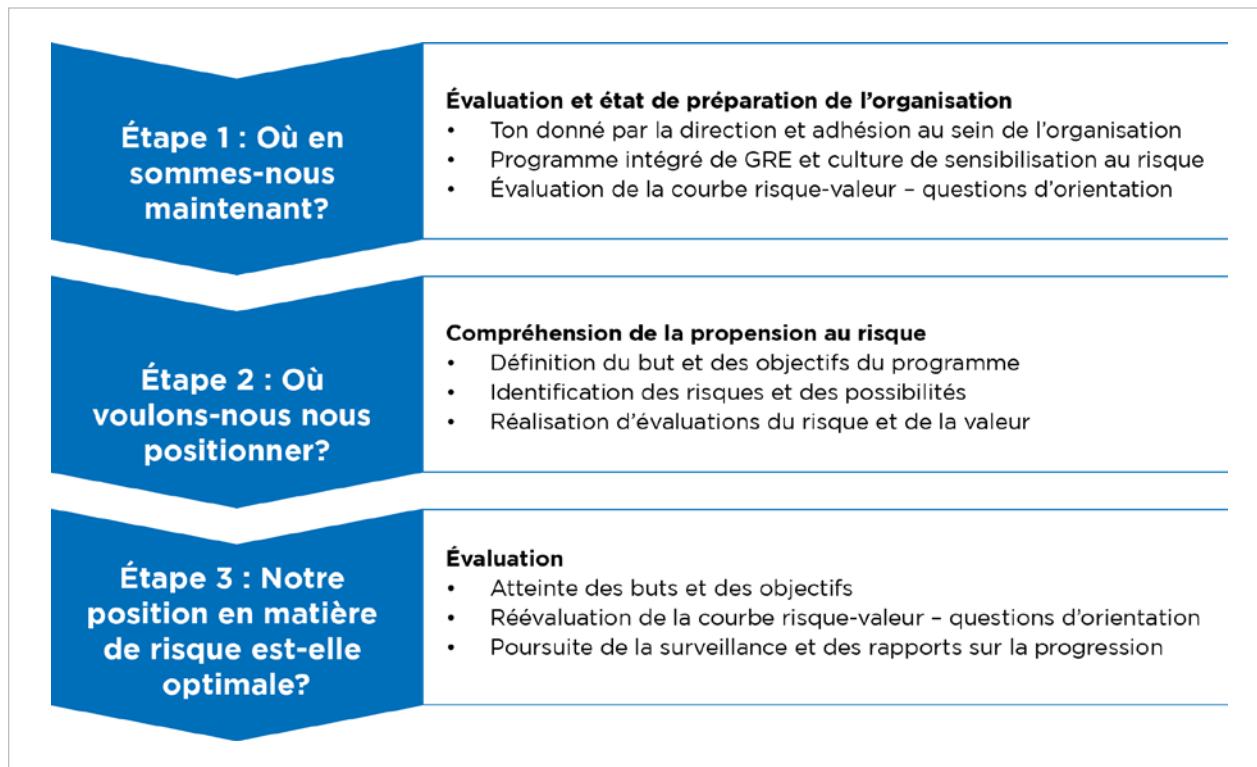 Étape 1 : Où en
sommes-nous
maintenant?
Évaluation et état de préparation de l'organisation
• Ton donné par la direction et adhésion au sein de l'organisation
• Programme intégré de GRE et culture de sensibilisation au risque
• Évaluation de la courbe risque-valeur – questions d'orientation
Étape 2 : Où
voulons-nous nous
positionner?
Compréhension de la propension au risque
• Définition du but et des objectifs du programme
• Identification des risques et des possibilités
• Réalisation d'évaluations du risque et de la valeur
Étape 3 : Notre
position en matière
de risque est-elle
optimale?
Évaluation
• Atteinte des buts et des objectifs
• Réévaluation de la courbe risque-valeur – questions d'orientation
• Poursuite de la surveillance et des rapports sur la progression